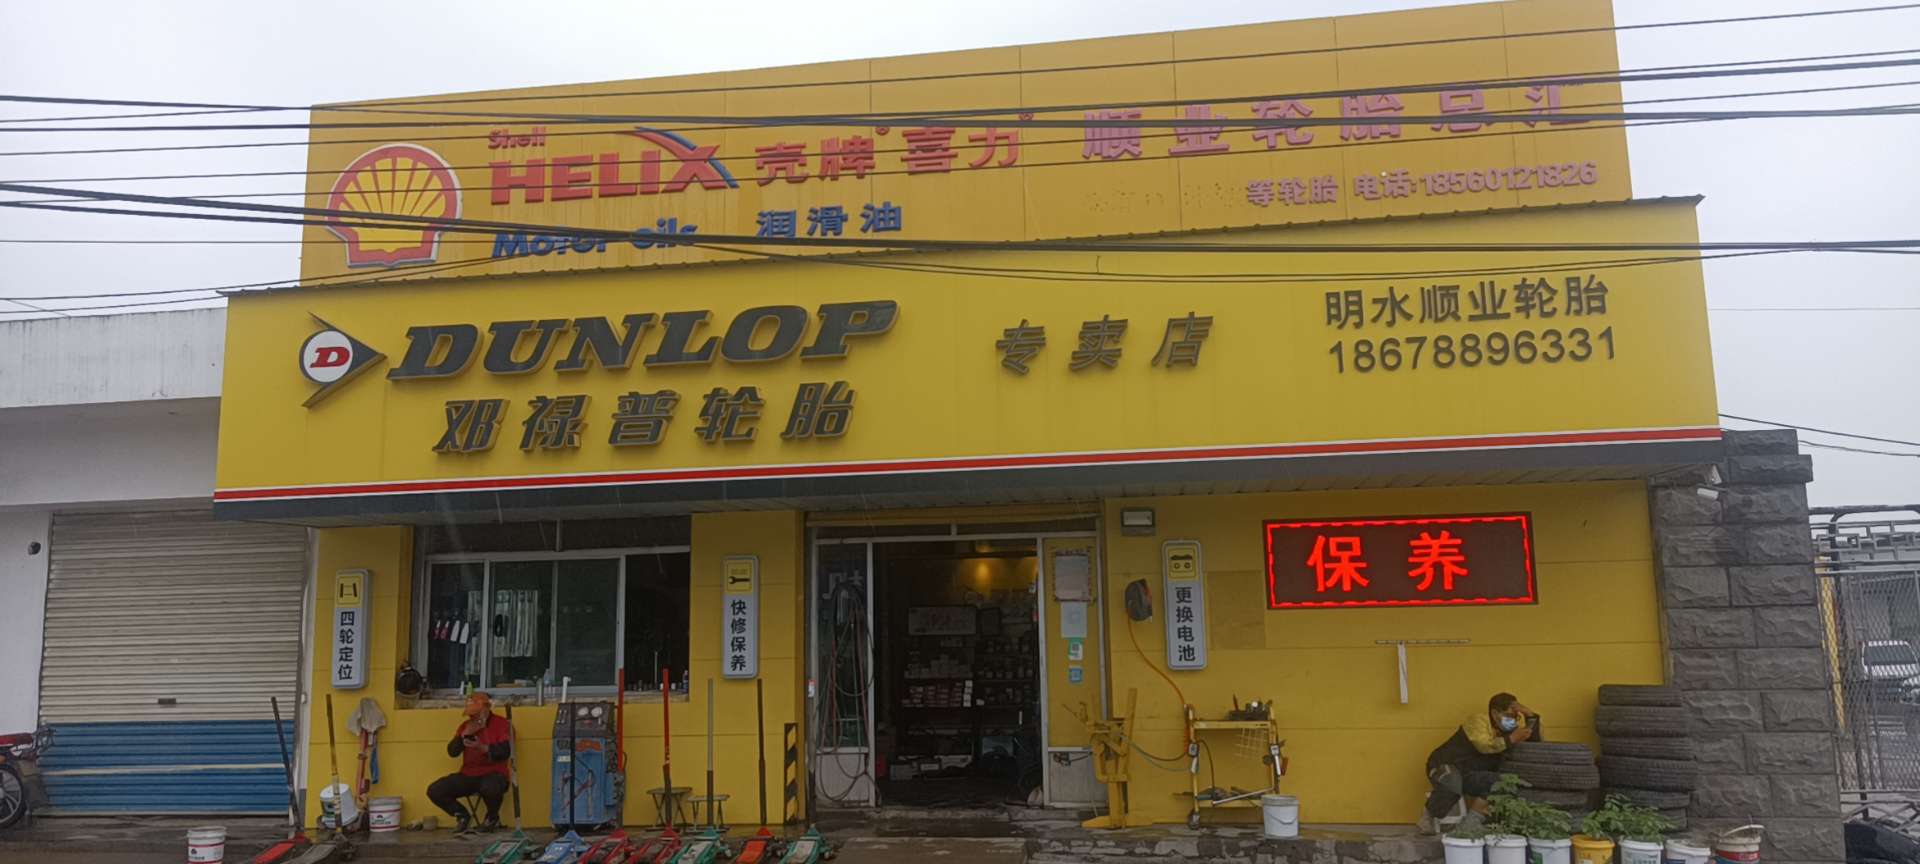 Shell
HELIX 壳牌®喜力®
Motor oils 润滑油
顺业轮胎总汇
等轮胎 电话:18560121826
D DUNLOP
邓禄普轮胎
专卖店
明水顺业轮胎
18678896331
四轮定位
快修保养
更换电池
保养